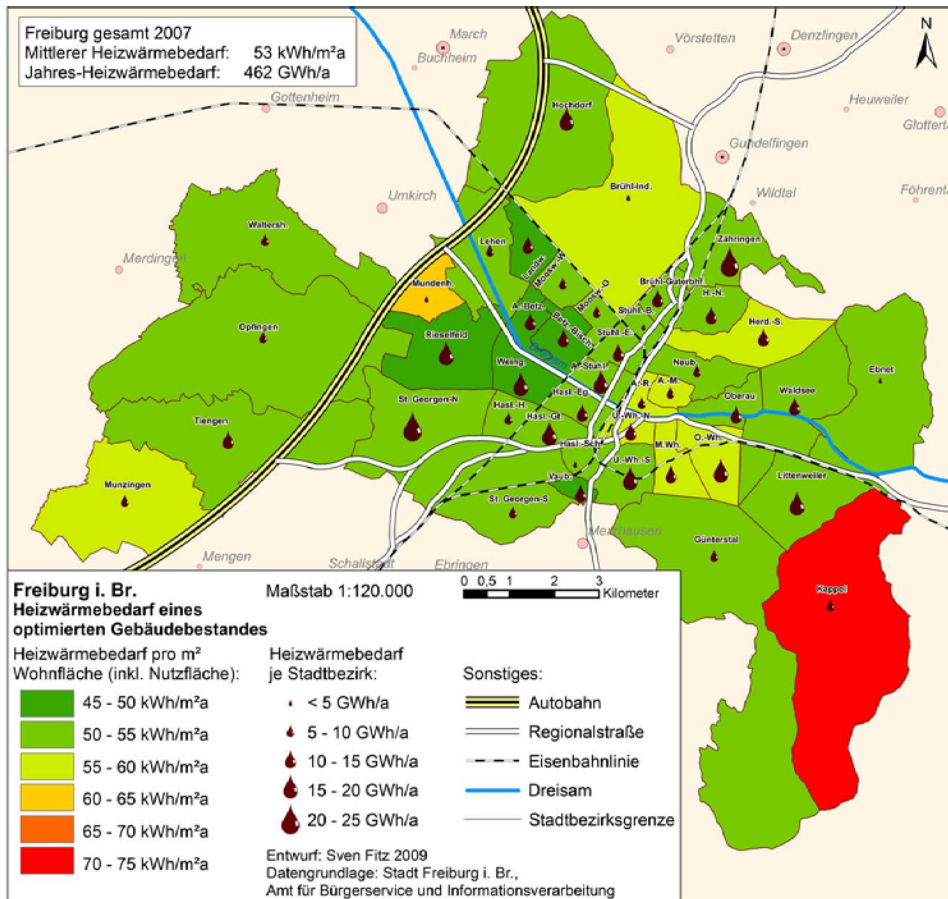 Freiburg gesamt 2007
Mittlerer Heizwärmebedarf: 53 kWh/m²a
Jahres-Heizwärmebedarf: 462 GWh/a
March
Buchheim
Vörstetten
Denzlingen
N
Gottenheim
Hochdorf
Heuweiler
Glottertal
Gundelfingen
Umkirch
Brühl-Ind.
Wildtal
Föhrenta
Waltersh.
Lehen
Zähringen
Merdingen
Landw.
Moosw.-W
Mundenh.
Moosw.-O
Brühl-Güterbhf.
H.-N.
A.-Betz.
Stühl.-B.
Herd.-S.
Opfingen
Betz.-Bisch.
Stühl.-E.
Rieselfeld
Dreisam
Weing.
A.-Stühl.
Neub.
Ebnet
Waldsee
St. Georgen-N
Hasl.-Eg.
A.-R.
A.-M.
Oberau
Hasl.-H.
Tiengen
Hasl.-Gt.
U.-Wh.-N
Hasl.-Sch.
M.Wh.
O.-Wh.
U.-Wh.-S
Munzingen
Vaub.
Littenweiler
St. Georgen-S
Merzhausen
Günterstal
Mengen
Schallstadt
Ebringen
Kappel
Freiburg i. Br.
Heizwärmebedarf eines
optimierten Gebäudebestandes
Maßstab 1:120.000
0 0,5 1 2 3
Kilometer
Heizwärmebedarf pro m²
Wohnfläche (inkl. Nutzfläche):
45 - 50 kWh/m²a
50 - 55 kWh/m²a
55 - 60 kWh/m²a
60 - 65 kWh/m²a
65 - 70 kWh/m²a
70 - 75 kWh/m²a
Heizwärmebedarf
je Stadtbezirk:
< 5 GWh/a
5 - 10 GWh/a
10 - 15 GWh/a
15 - 20 GWh/a
20 - 25 GWh/a
Sonstiges:
Autobahn
Regionalstraße
Eisenbahnlinie
Dreisam
Stadtbezirksgrenze
Entwurf: Sven Fitz 2009
Datengrundlage: Stadt Freiburg i. Br.,
Amt für Bürgerservice und Informationsverarbeitung